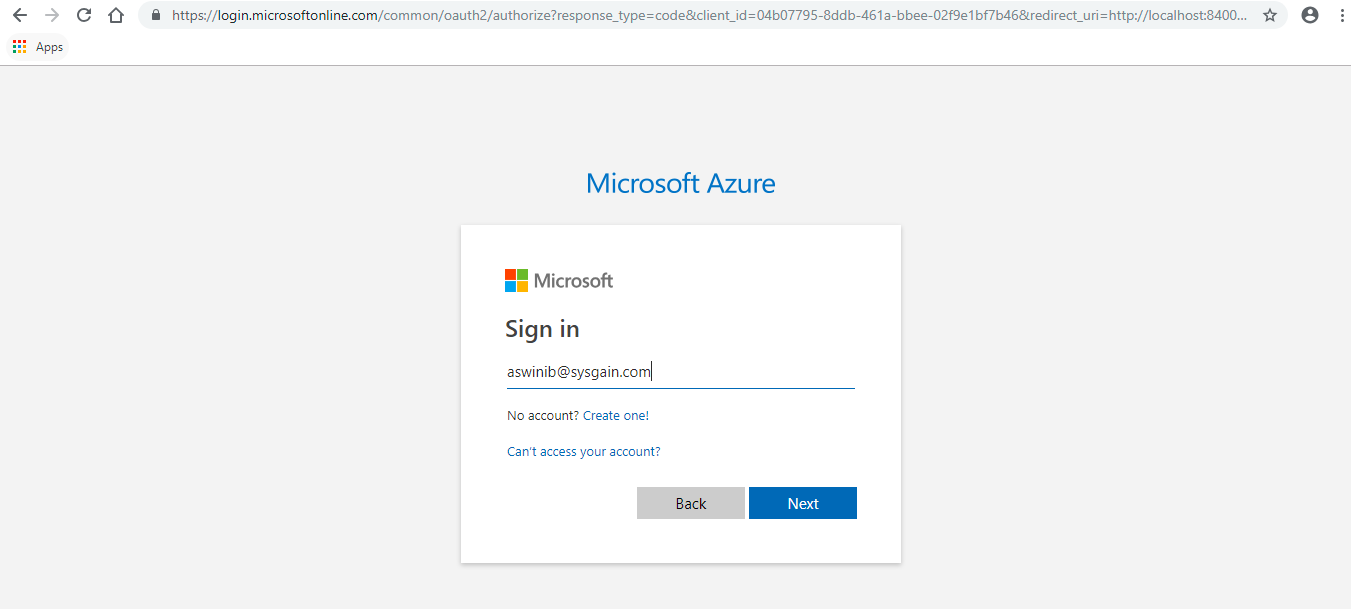 https://login.microsoftonline.com/common/oauth2/authorize?response_type=code&client_id=04b07795-8ddb-461a-bbee-02f9e1bf7b46&redirect_uri=http://localhost:8400...
Apps
Microsoft Azure
Microsoft
Sign in
aswinib@sysgain.com
No account? Create one!
Can't access your account?
Back Next